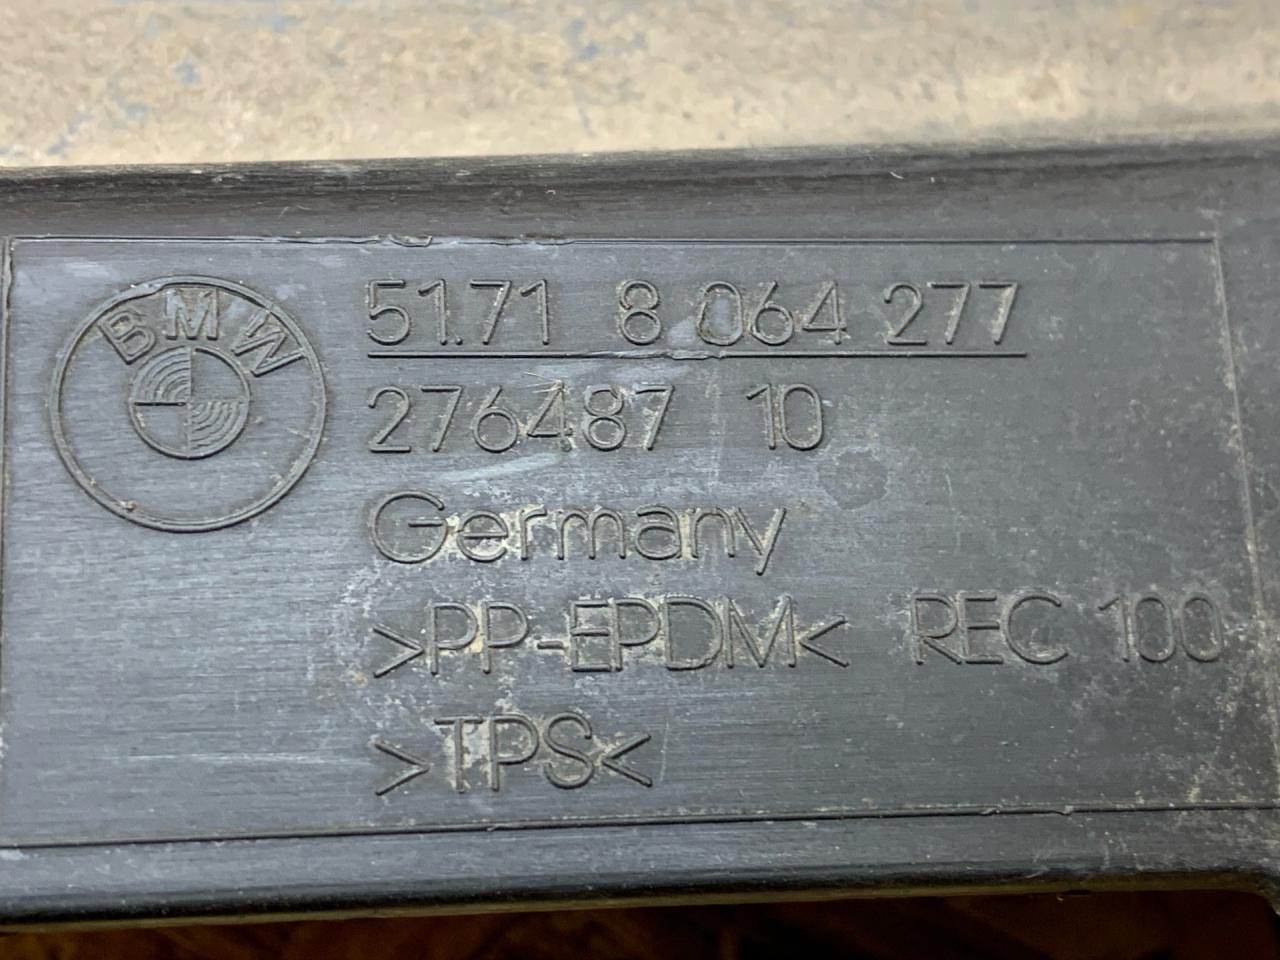 BMW
51.71 8 064 277
276487 10
Germany
>PP-EPDM< REC 100
>TPS<